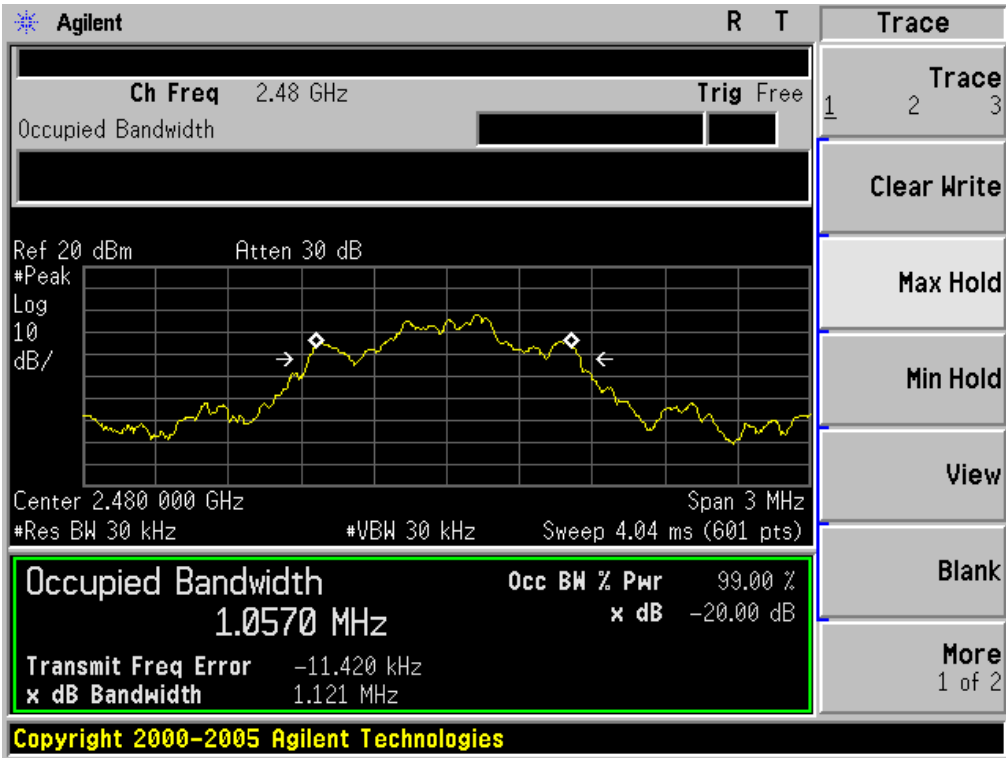 Agilent R T
Ch Freq 2.48 GHz Trig Free
Occupied Bandwidth
Ref 20 dBm Atten 30 dB
#Peak
Log
10
dB/
Center 2.480 000 GHz Span 3 MHz
#Res BW 30 kHz #VBW 30 kHz Sweep 4.04 ms (601 pts)
Occupied Bandwidth
1.0570 MHz
Occ BW % Pwr 99.00 %
x dB -20.00 dB
Transmit Freq Error -11.420 kHz
x dB Bandwidth 1.121 MHz
Copyright 2000-2005 Agilent Technologies
Trace
Trace
1 2 3
Clear Write
Max Hold
Min Hold
View
Blank
More
1 of 2